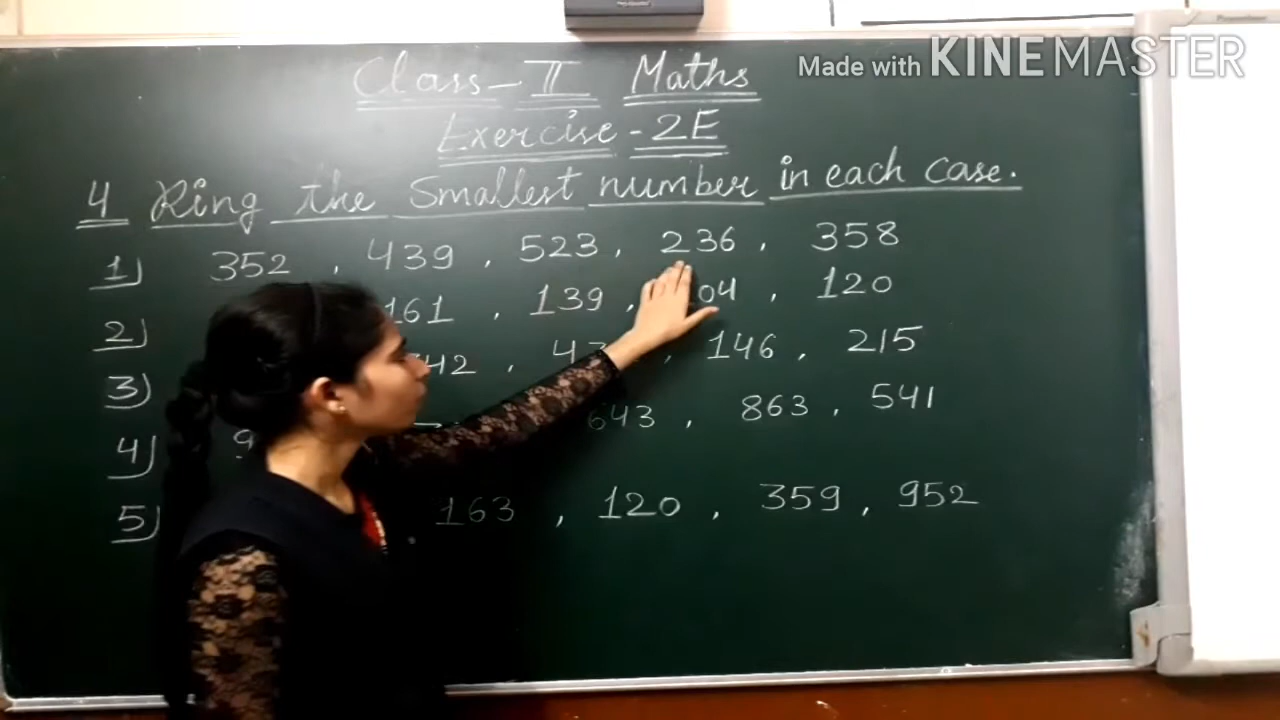 Made with KINEMASTER
Class-II Maths
Exercise-2E
4 Ring the Smallest number in each case.
1) 352 , 439 , 523 , 236 , 358
2) 161 , 139 , 04 , 120
3) 42 , 146 , 215
4) 643 , 863 , 541
5) 163 , 120 , 359 , 952